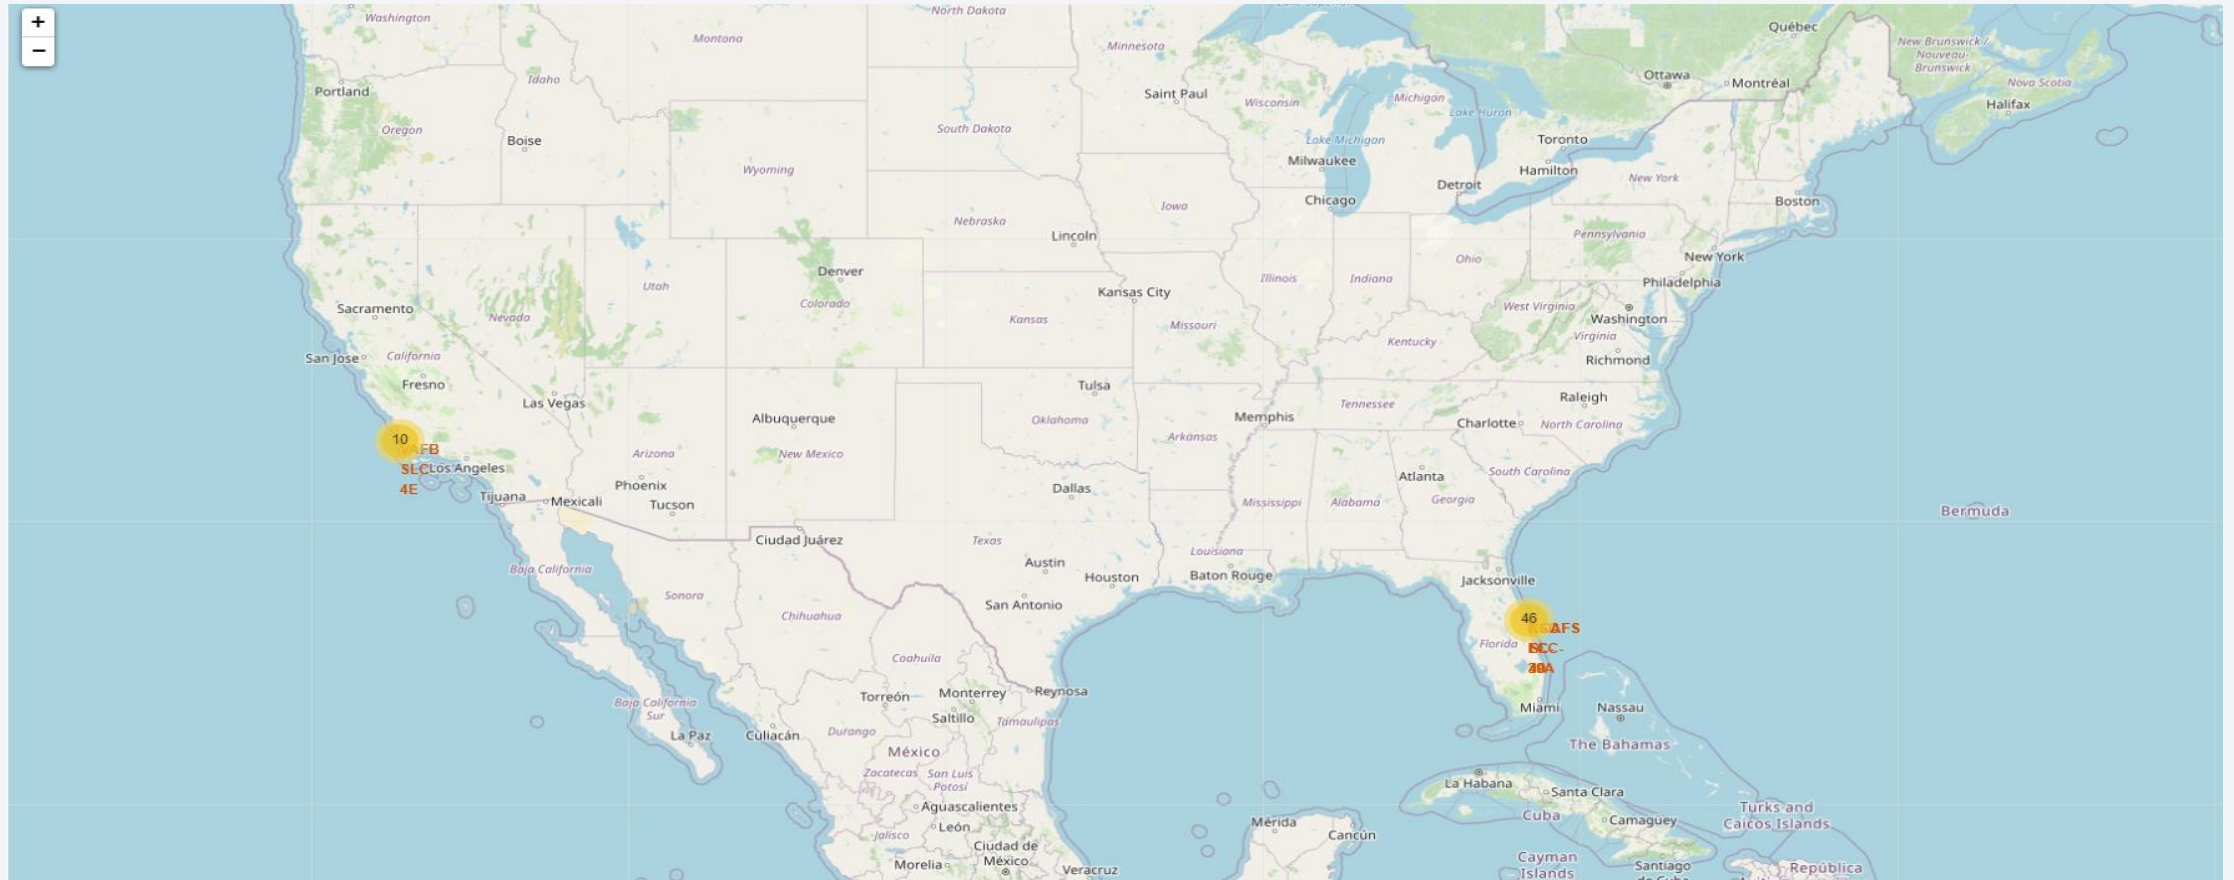 +
−
Washington
North Dakota
Montana
Minnesota
Québec
New Brunswick /
Nouveau-
Brunswick
Idaho
Portland
Saint Paul
Wisconsin
Michigan
Lake Huron
Ottawa
Montréal
Nova Scotia
Halifax
Oregon
Boise
South Dakota
Lake Michigan
Toronto
Milwaukee
Hamilton
Wyoming
Detroit
New York
Chicago
Boston
Iowa
Nebraska
Lincoln
Pennsylvania
New York
Ohio
Denver
Utah
Illinois
Indiana
Philadelphia
Kansas City
Colorado
Sacramento
Nevada
Kansas
Missouri
West Virginia
Washington
Virginia
San Jose
California
Kentucky
Richmond
Fresno
Tulsa
Las Vegas
Albuquerque
Oklahoma
Memphis
Tennessee
Raleigh
Charlotte
North Carolina
10
VAFB
SLC-
4E
Los Angeles
Arizona
New Mexico
Arkansas
Atlanta
South Carolina
Phoenix
Tijuana
Mexicali
Tucson
Dallas
Mississippi
Alabama
Georgia
Bermuda
Ciudad Juárez
Texas
Louisiana
Baja California
Austin
Houston
Baton Rouge
Jacksonville
Sonora
Chihuahua
San Antonio
46
Florida
Coahuila
Torreón
Monterrey
Reynosa
Baja California
Sur
Saltillo
Tamaulipas
Miami
Nassau
La Paz
Culiacán
Durango
México
The Bahamas
Zacatecas
San Luis
Potosí
La Habana
Santa Clara
Aguascalientes
Turks and
Caicos Islands
Cuba
Camagüey
Jalisco
León
Mérida
Cancún
Ciudad de
México
Morelia
Veracruz
Cayman
Islands
Santiago
República